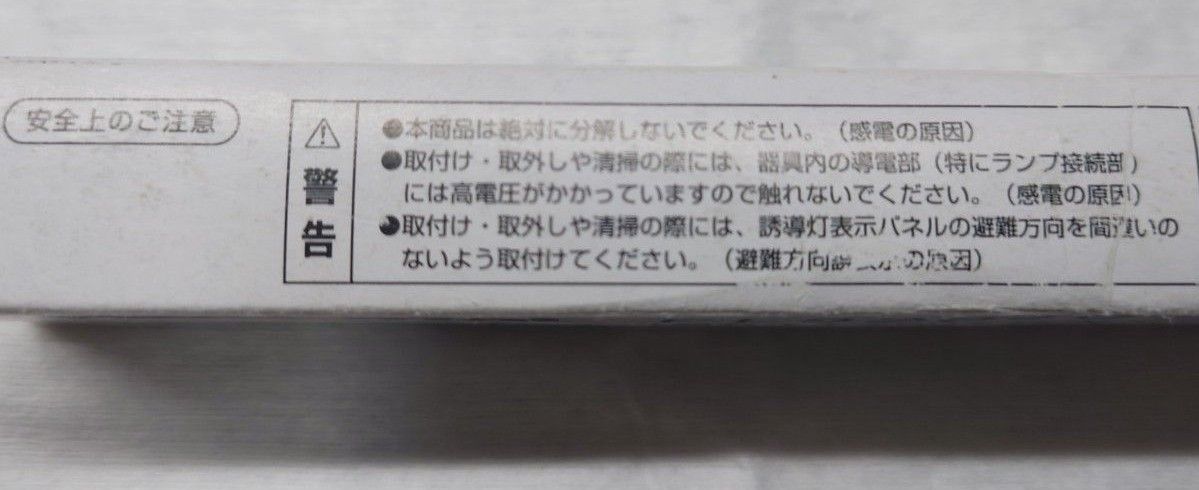 安全上のご注意
⚠警告
●本商品は絶対に分解しないでください。（感電の原因）
●取付け・取外しや清掃の際には、器具内の導電部（特にランプ接続部）
には高電圧がかかっていますので触れないでください。（感電の原因）
●取付け・取外しや清掃の際には、誘導灯表示パネルの避難方向を間違いの
ないよう取付けてください。（避難方向誤表示の原因）